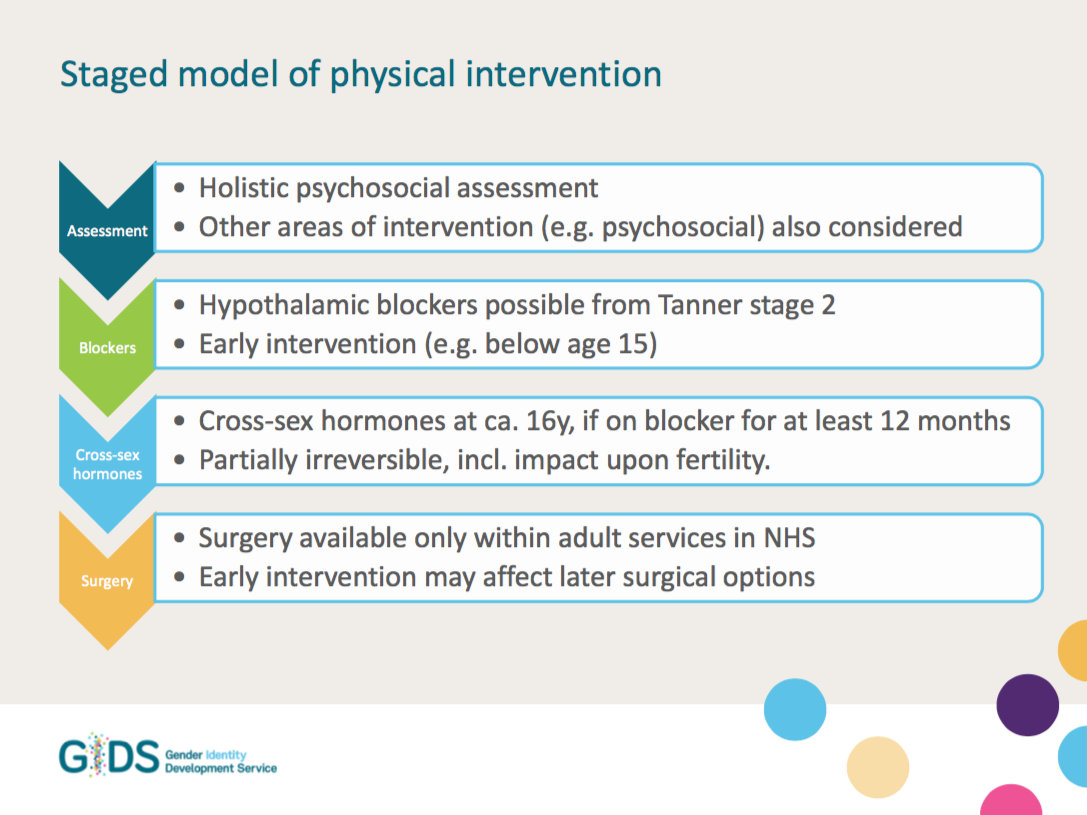 Staged model of physical intervention
Assessment
• Holistic psychosocial assessment
• Other areas of intervention (e.g. psychosocial) also considered
Blockers
• Hypothalamic blockers possible from Tanner stage 2
• Early intervention (e.g. below age 15)
Cross-sex
hormones
• Cross-sex hormones at ca. 16y, if on blocker for at least 12 months
• Partially irreversible, incl. impact upon fertility.
Surgery
• Surgery available only within adult services in NHS
• Early intervention may affect later surgical options
GIDS
Gender Identity
Development Service